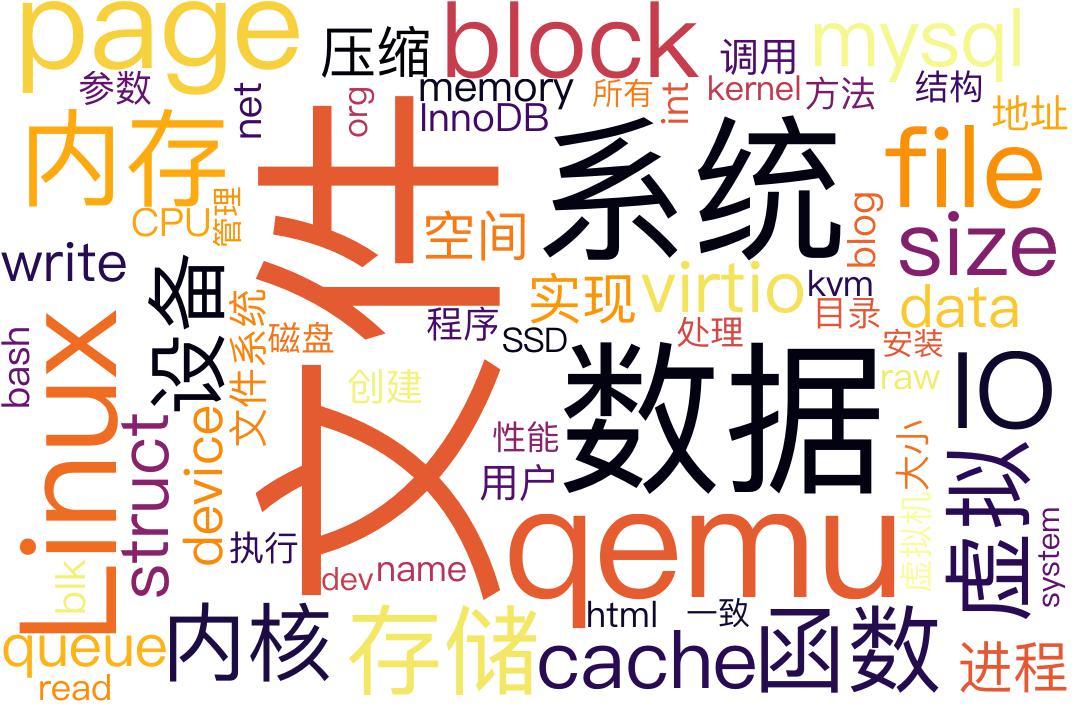 page
压缩
block
调用
mysql
参数
net
org
memory
InnoDB
所有
int
kernel
方法
结构
地址
内存
文件
系统
file
CPU
管理
空间
blog
size
write
设备
文件系统
磁盘
程序
SSD
实现
virtio
kvm
目录
data
处理
安装
bash
Linux
struct
device
创建
性能
用户
数据
raw
大小
虚拟机
IO
虚拟
system
执行
dev
name
qemu
blk
queue
read
内核
存储
html
一致
cache
函数
进程